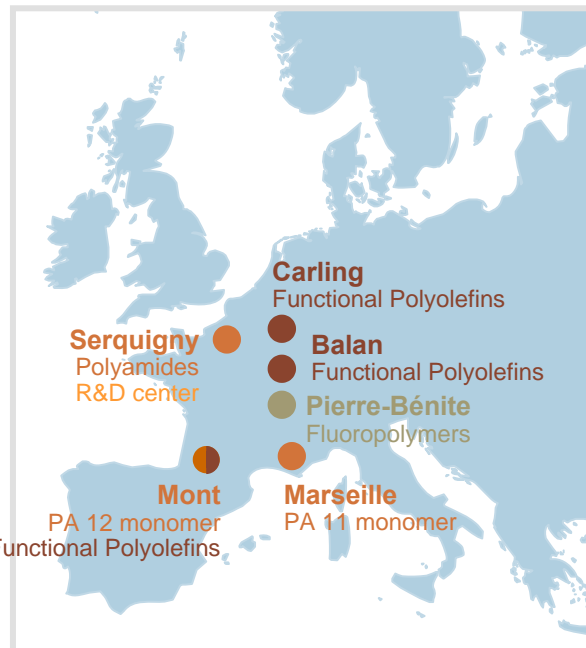 Carling
Functional Polyolefins
Serquigny
Polyamides
R&D center
Balan
Functional Polyolefins
Pierre-Bénite
Fluoropolymers
Mont
PA 12 monomer
Functional Polyolefins
Marseille
PA 11 monomer